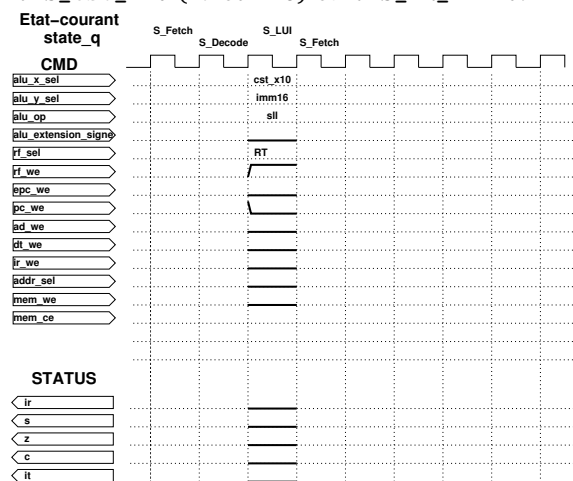 Etat−courant
state_q
S_Fetch
S_Decode
S_LUI
S_Fetch
CMD
alu_x_sel
cst_x10
alu_y_sel
imm16
alu_op
sll
alu_extension_signe
rf_sel
RT
rf_we
epc_we
pc_we
ad_we
dt_we
ir_we
addr_sel
mem_we
mem_ce
STATUS
ir
s
z
c
it